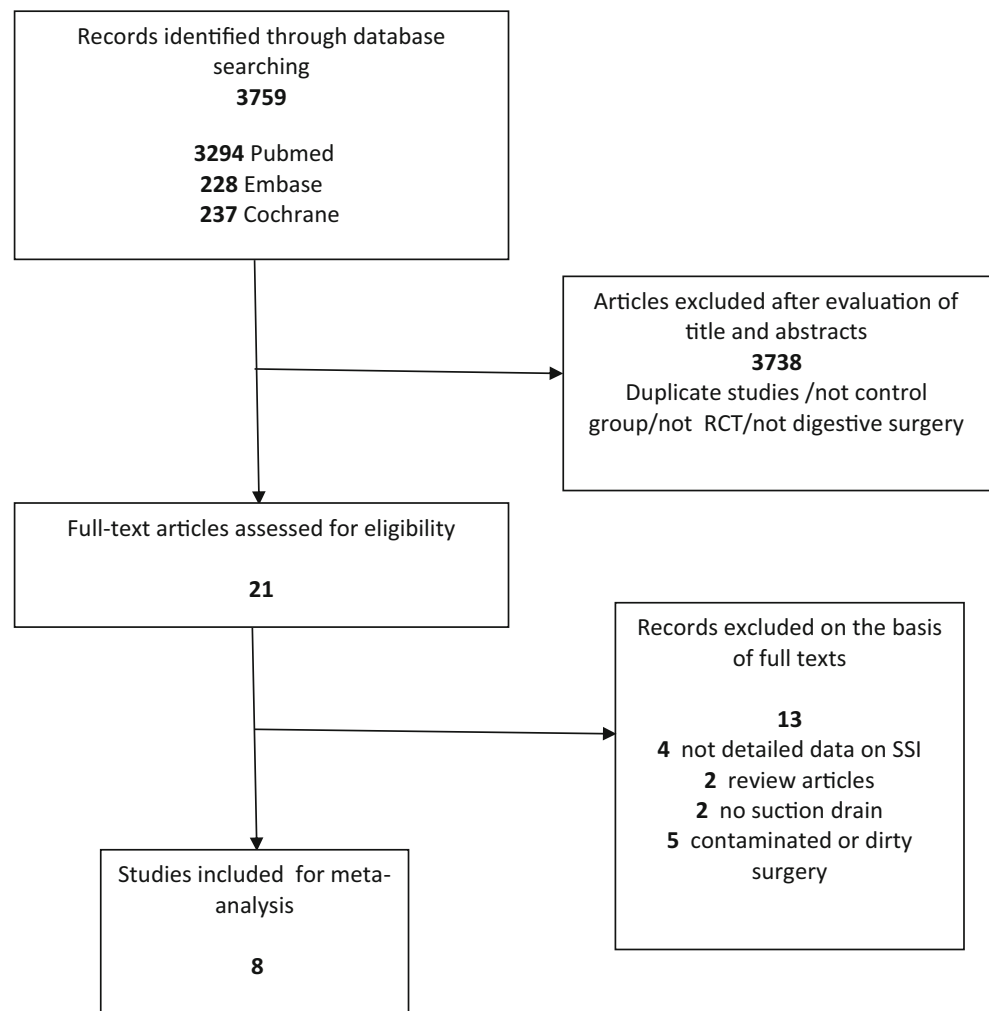 Records identified through database
searching
3759
3294 Pubmed
228 Embase
237 Cochrane
Articles excluded after evaluation of
title and abstracts
3738
Duplicate studies /not control
group/not RCT/not digestive surgery
Full-text articles assessed for eligibility
21
Records excluded on the basis
of full texts
13
4 not detailed data on SSI
2 review articles
2 no suction drain
5 contaminated or dirty
surgery
Studies included for meta-
analysis
8